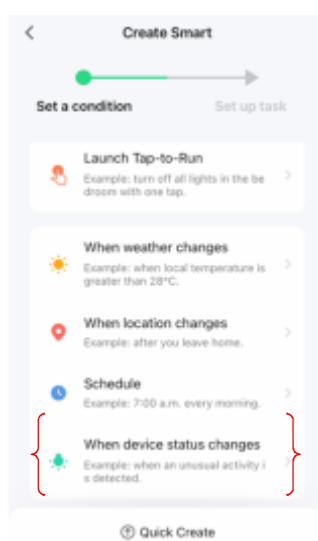 Create Smart
Set a condition
Set up task
Launch Tap-to-Run
Example: turn off all lights in the be
droom with one tap.
When weather changes
Example: when local temperature is
greater than 28°C.
When location changes
Example: after you leave home.
Schedule
Example: 7:00 a.m. every morning.
When device status changes
Example: when an unusual activity i
s detected.
Quick Create